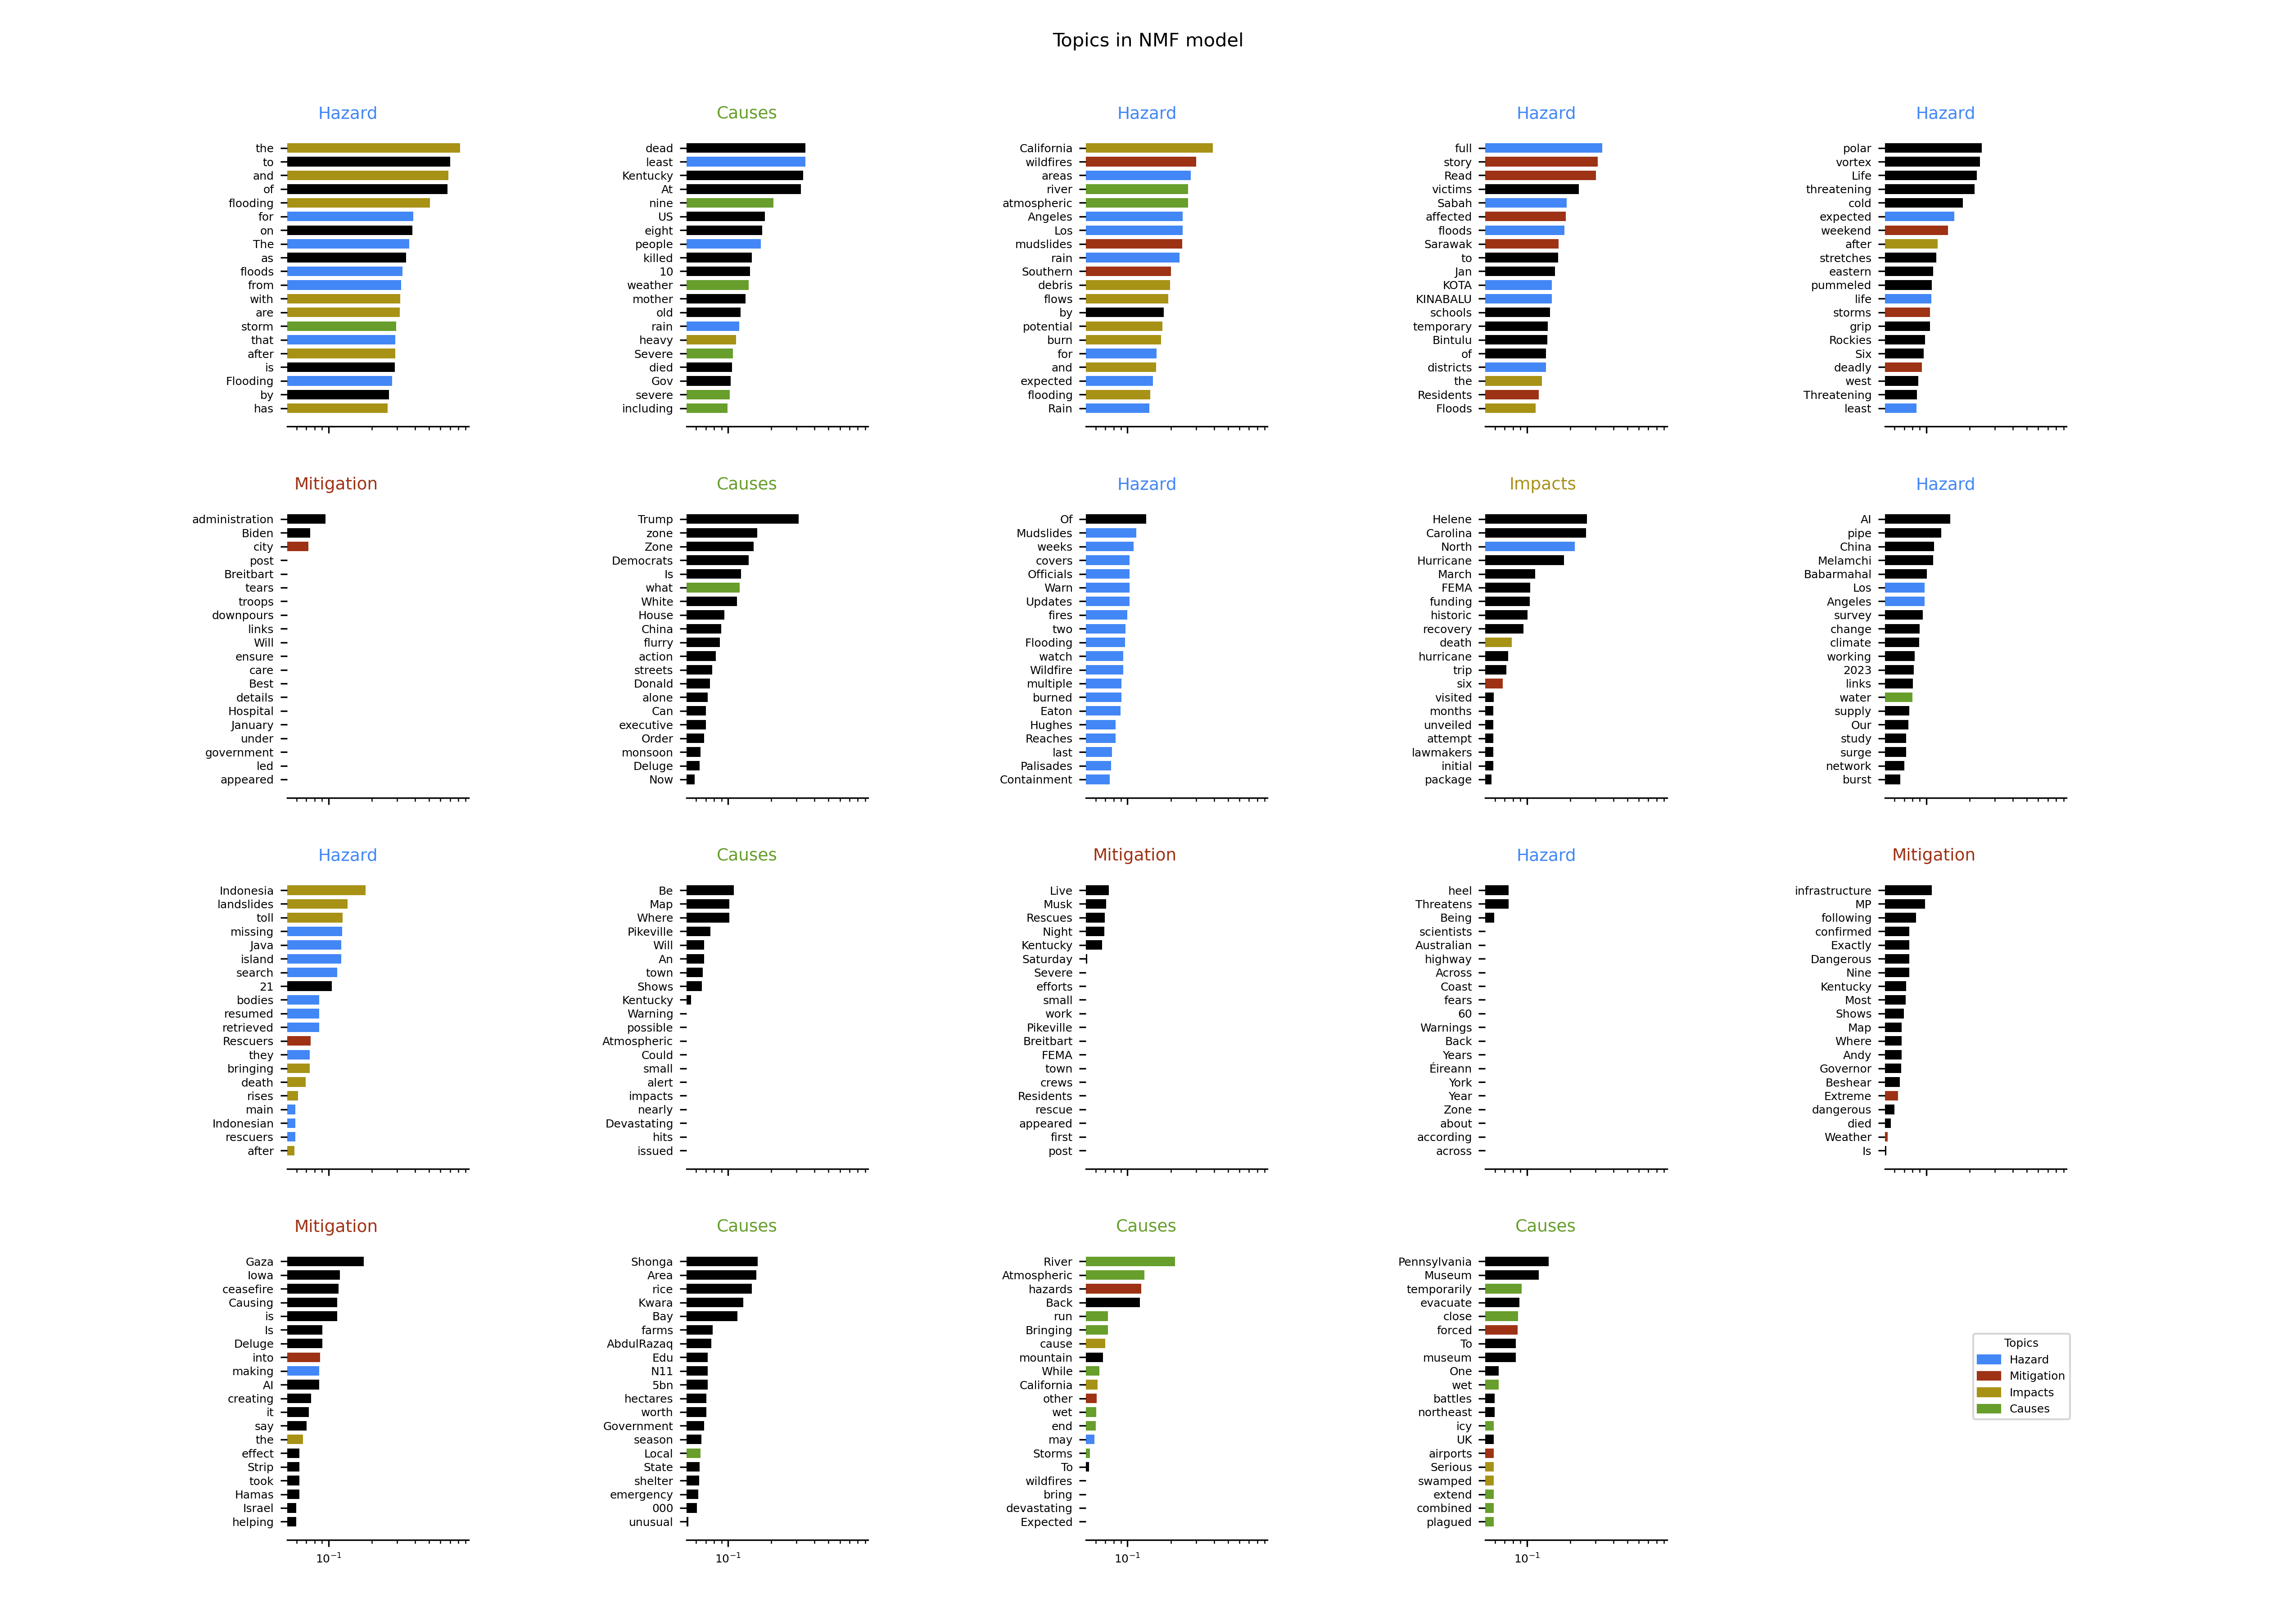 Topics in NMF model
Hazard
the
to
and
of
flooding
for
on
The
as
floods
from
with
are
storm
that
after
is
Flooding
by
has
Causes
dead
least
Kentucky
At
nine
US
eight
people
killed
10
weather
mother
old
rain
heavy
Severe
died
Gov
severe
including
Hazard
California
wildfires
areas
river
atmospheric
Angeles
Los
mudslides
rain
Southern
debris
flows
by
potential
burn
for
and
expected
flooding
Rain
Hazard
full
story
Read
victims
Sabah
affected
floods
Sarawak
to
Jan
KOTA
KINABALU
schools
temporary
Bintulu
of
districts
the
Residents
Floods
Hazard
polar
vortex
Life
threatening
cold
expected
weekend
after
stretches
eastern
pummeled
life
storms
grip
Rockies
Six
deadly
west
Threatening
least
Mitigation
administration
Biden
city
post
Breitbart
tears
troops
downpours
links
Will
ensure
care
Best
details
Hospital
January
under
government
led
appeared
Causes
Trump
zone
Zone
Democrats
Is
what
White
House
China
flurry
action
streets
Donald
alone
Can
executive
Order
monsoon
Deluge
Now
Hazard
Of
Mudslides
weeks
covers
Officials
Warn
Updates
fires
two
Flooding
watch
Wildfire
multiple
burned
Eaton
Hughes
Reaches
last
Palisades
Containment
Impacts
Helene
Carolina
North
Hurricane
March
FEMA
funding
historic
recovery
death
hurricane
trip
six
visited
months
unveiled
attempt
lawmakers
initial
package
Hazard
AI
pipe
China
Melamchi
Babarmahal
Los
Angeles
survey
change
climate
working
2023
links
water
supply
Our
study
surge
network
burst
Hazard
Indonesia
landslides
toll
missing
Java
island
search
21
bodies
resumed
retrieved
Rescuers
they
bringing
death
rises
main
Indonesian
rescuers
after
Causes
Be
Map
Where
Pikeville
Will
An
town
Shows
Kentucky
Warning
possible
Atmospheric
Could
small
alert
impacts
nearly
Devastating
hits
issued
Mitigation
Live
Musk
Rescues
Night
Kentucky
Saturday
Severe
efforts
small
work
Pikeville
Breitbart
FEMA
town
crews
Residents
rescue
appeared
first
post
Hazard
heel
Threatens
Being
scientists
Australian
highway
Across
Coast
fears
60
Warnings
Back
Years
Éireann
York
Year
Zone
about
according
across
Mitigation
infrastructure
MP
following
confirmed
Exactly
Dangerous
Nine
Kentucky
Most
Shows
Map
Where
Andy
Governor
Beshear
Extreme
dangerous
died
Weather
Is
Mitigation
Gaza
Iowa
ceasefire
Causing
is
Is
Deluge
into
making
AI
creating
it
say
the
effect
Strip
took
Hamas
Israel
helping
10⁻¹
Causes
Shonga
Area
rice
Kwara
Bay
farms
AbdulRazaq
Edu
N11
5bn
hectares
worth
Government
season
Local
State
shelter
emergency
000
unusual
10⁻¹
Causes
River
Atmospheric
hazards
Back
run
Bringing
cause
mountain
While
California
other
wet
end
may
Storms
To
wildfires
bring
devastating
Expected
10⁻¹
Causes
Pennsylvania
Museum
temporarily
evacuate
close
forced
To
museum
One
wet
battles
northeast
icy
UK
airports
Serious
swamped
extend
combined
plagued
10⁻¹
Topics
Hazard
Mitigation
Impacts
Causes